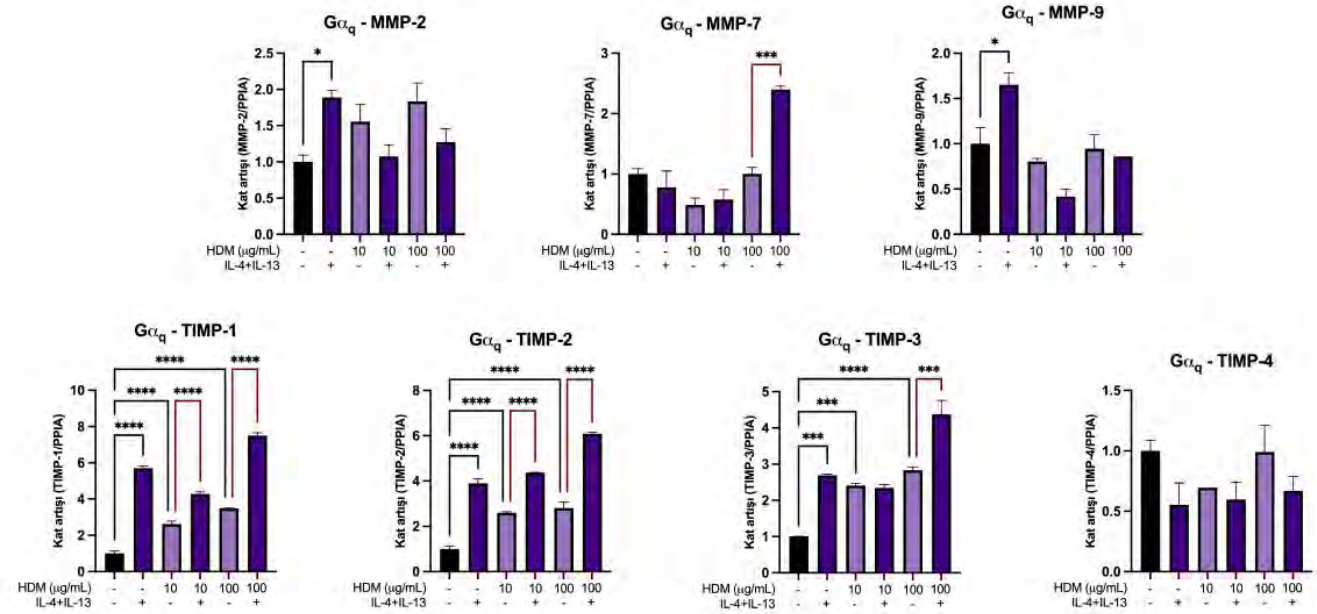 Gαq - MMP-2
*
Kat artışı (MMP-2/PPIA)
2.5
2.0
1.5
1.0
0.5
0.0
HDM (μg/mL) - - 10 10 100 100
IL-4+IL-13 - + - + - +
Gαq - MMP-7
***
Kat artışı (MMP-7/PPIA)
3
2
1
0
HDM (μg/mL) - - 10 10 100 100
IL-4+IL-13 - + - + - +
Gαq - MMP-9
*
Kat artışı (MMP-9/PPIA)
2.0
1.5
1.0
0.5
0.0
HDM (μg/mL) - - 10 10 100 100
IL-4+IL-13 - + - + - +
Gαq - TIMP-1
**** ****
**** ****
****
Kat artışı (TIMP-1/PPIA)
10
8
6
4
2
0
HDM (μg/mL) - - 10 10 100 100
IL-4+IL-13 - + - + - +
Gαq - TIMP-2
**** ****
**** ****
****
Kat artışı (TIMP-2/PPIA)
8
6
4
2
0
HDM (μg/mL) - - 10 10 100 100
IL-4+IL-13 - + - + - +
Gαq - TIMP-3
**** ***
***
***
Kat artışı (TIMP-3/PPIA)
5
4
3
2
1
0
HDM (μg/mL) - - 10 10 100 100
IL-4+IL-13 - + - + - +
Gαq - TIMP-4
Kat artışı (TIMP-4/PPIA)
1.5
1.0
0.5
0.0
HDM (μg/mL) - - 10 10 100 100
IL-4+IL-13 - + - + - +